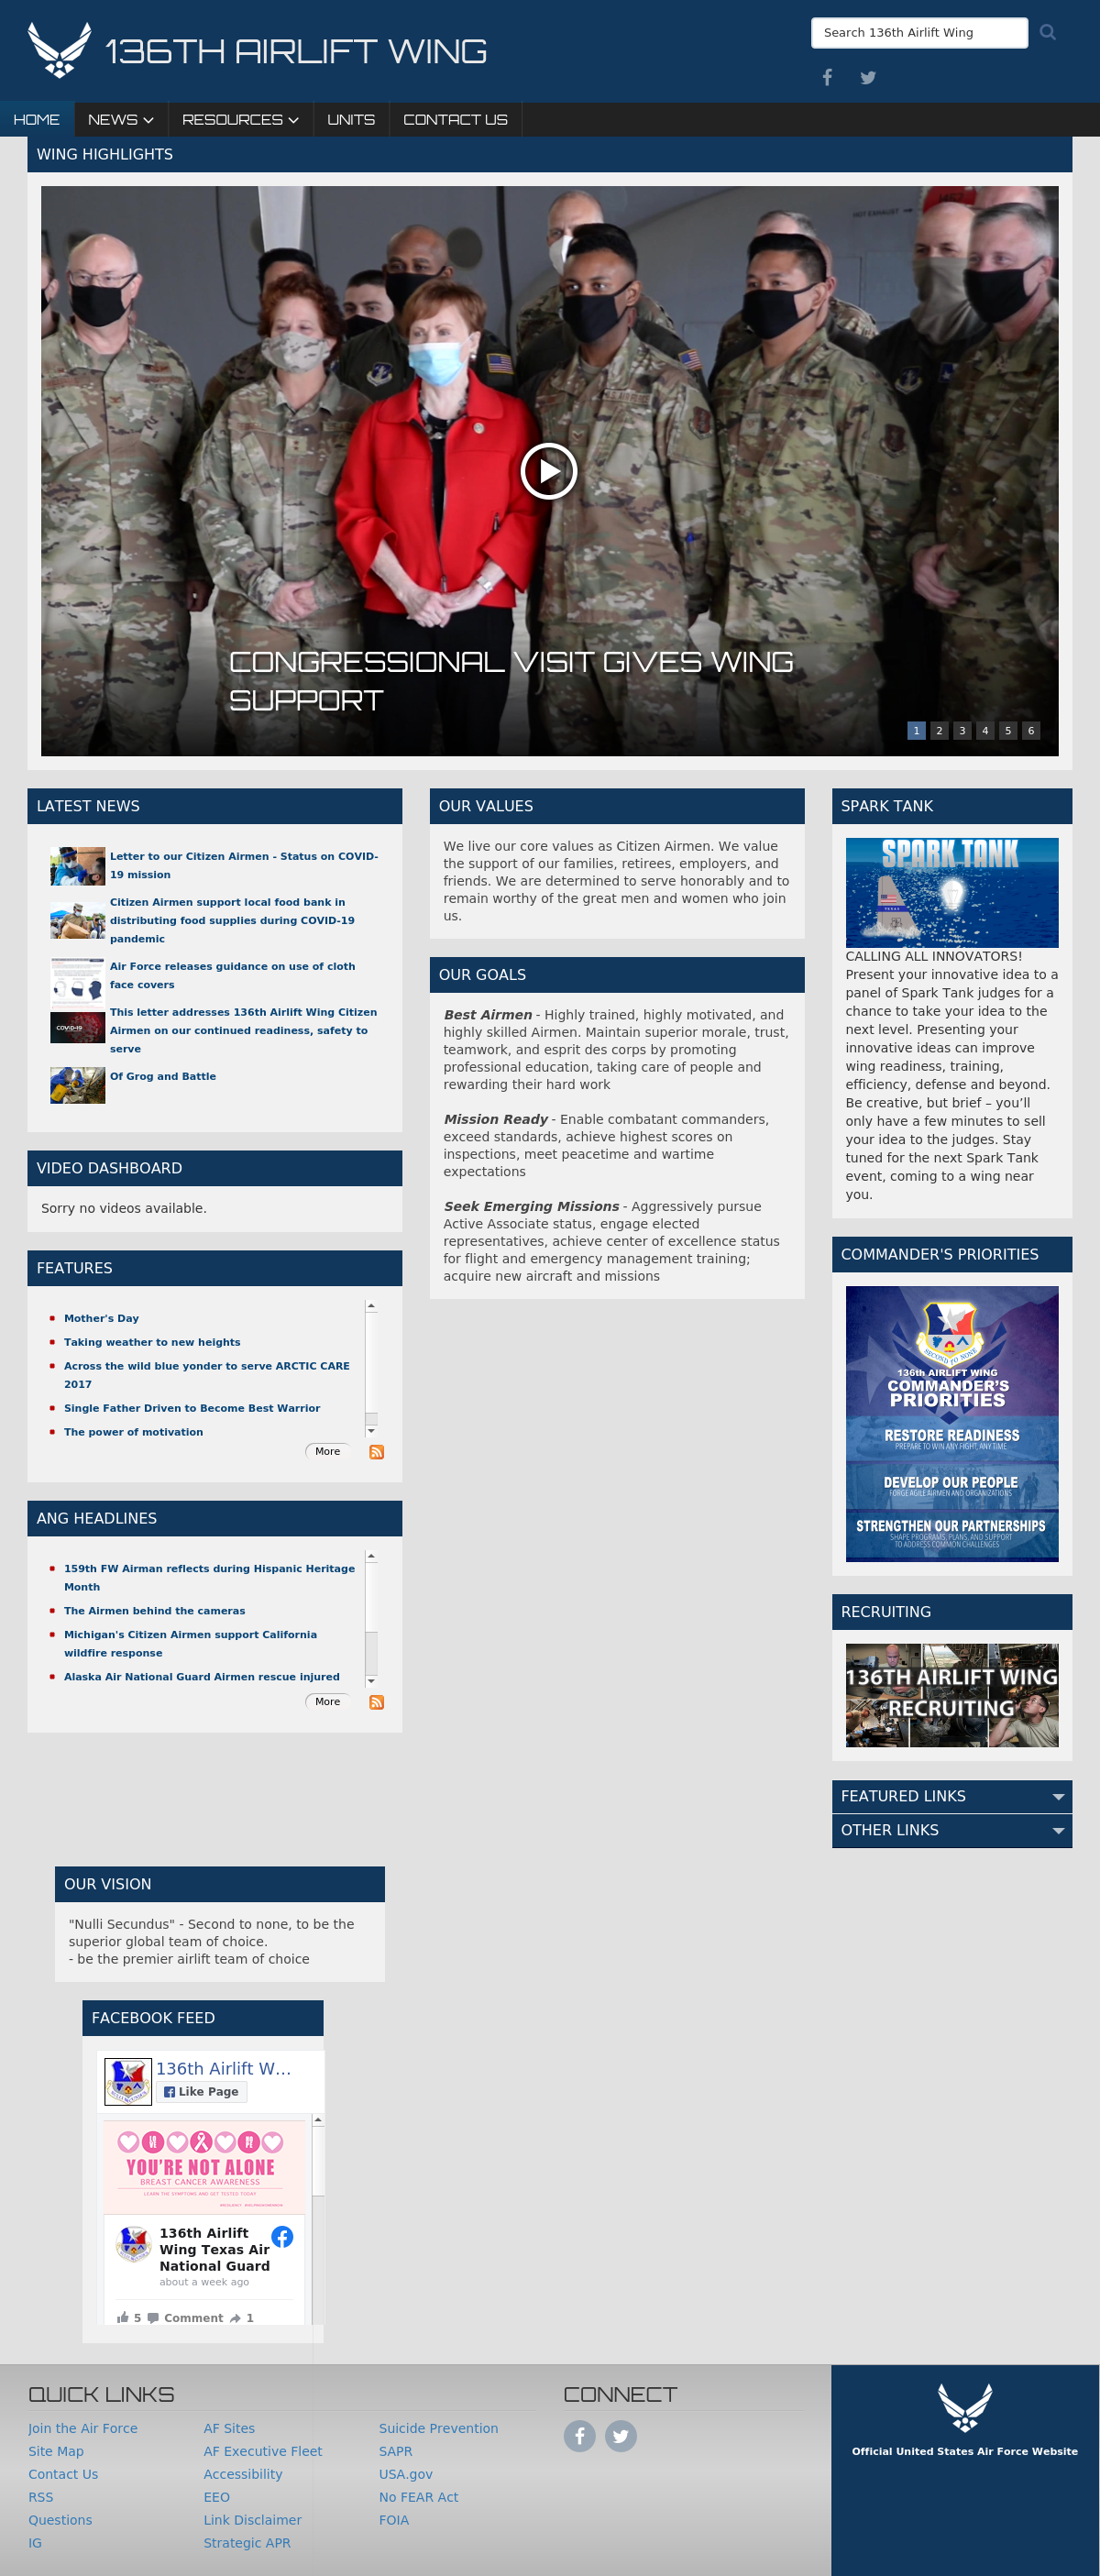 136TH AIRLIFT WING
Search 136th Airlift Wing
HOME
NEWS
RESOURCES
UNITS
CONTACT US
WING HIGHLIGHTS
CONGRESSIONAL VISIT GIVES WING
SUPPORT
1 2 3 4 5 6
LATEST NEWS
Letter to our Citizen Airmen - Status on COVID-
19 mission
Citizen Airmen support local food bank in
distributing food supplies during COVID-19
pandemic
Air Force releases guidance on use of cloth
face covers
COVID-19
This letter addresses 136th Airlift Wing Citizen
Airmen on our continued readiness, safety to
serve
Of Grog and Battle
VIDEO DASHBOARD
Sorry no videos available.
FEATURES
Mother's Day
Taking weather to new heights
Across the wild blue yonder to serve ARCTIC CARE
2017
Single Father Driven to Become Best Warrior
The power of motivation
More
ANG HEADLINES
159th FW Airman reflects during Hispanic Heritage
Month
The Airmen behind the cameras
Michigan's Citizen Airmen support California
wildfire response
Alaska Air National Guard Airmen rescue injured
More
OUR VALUES
We live our core values as Citizen Airmen. We value
the support of our families, retirees, employers, and
friends. We are determined to serve honorably and to
remain worthy of the great men and women who join
us.
OUR GOALS
Best Airmen - Highly trained, highly motivated, and
highly skilled Airmen. Maintain superior morale, trust,
teamwork, and esprit des corps by promoting
professional education, taking care of people and
rewarding their hard work
Mission Ready - Enable combatant commanders,
exceed standards, achieve highest scores on
inspections, meet peacetime and wartime
expectations
Seek Emerging Missions - Aggressively pursue
Active Associate status, engage elected
representatives, achieve center of excellence status
for flight and emergency management training;
acquire new aircraft and missions
SPARK TANK
SPARK TANK
TEXAS
CALLING ALL INNOVATORS!
Present your innovative idea to a
panel of Spark Tank judges for a
chance to take your idea to the
next level. Presenting your
innovative ideas can improve
wing readiness, training,
efficiency, defense and beyond.
Be creative, but brief – you’ll
only have a few minutes to sell
your idea to the judges. Stay
tuned for the next Spark Tank
event, coming to a wing near
you.
COMMANDER'S PRIORITIES
SECOND TO NONE
136th AIRLIFT WING
COMMANDER'S
PRIORITIES
RESTORE READINESS
PREPARE TO WIN ANY FIGHT, ANY TIME
DEVELOP OUR PEOPLE
FORGE AGILE AIRMEN AND ORGANIZATIONS
STRENGTHEN OUR PARTNERSHIPS
SHAPE PROGRAMS, PLANS, AND SUPPORT
TO ADDRESS COMMON CHALLENGES
RECRUITING
136TH AIRLIFT WING
RECRUITING
FEATURED LINKS
OTHER LINKS
OUR VISION
"Nulli Secundus" - Second to none, to be the
superior global team of choice.
- be the premier airlift team of choice
FACEBOOK FEED
136th Airlift W...
Like Page
YOU'RE NOT ALONE
BREAST CANCER AWARENESS
LEARN THE SYMPTOMS AND GET TESTED TODAY
136th Airlift
Wing Texas Air
National Guard
about a week ago
5 Comment 1
QUICK LINKS
Join the Air Force
Site Map
Contact Us
RSS
Questions
IG
AF Sites
AF Executive Fleet
Accessibility
EEO
Link Disclaimer
Strategic APR
Suicide Prevention
SAPR
USA.gov
No FEAR Act
FOIA
CONNECT
Official United States Air Force Website